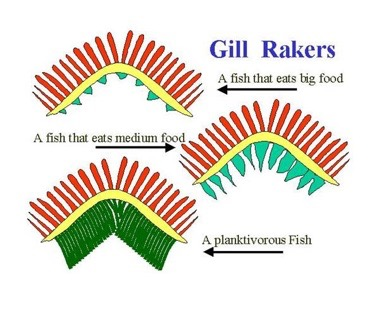 Gill Rakers
A fish that eats big food
A fish that eats medium food
A planktivorous Fish